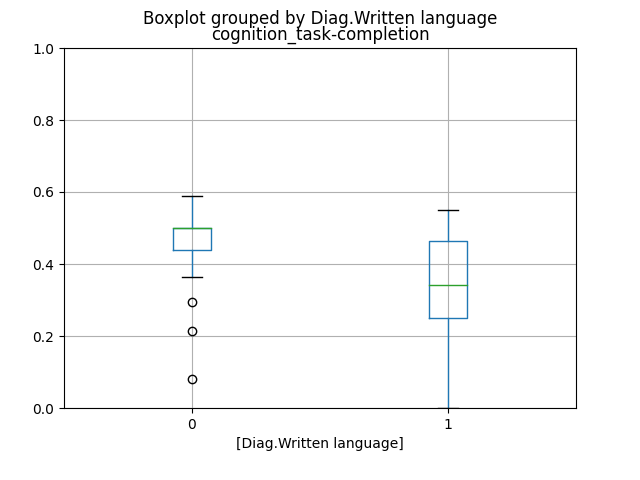 Boxplot grouped by Diag.Written language
cognition_task-completion
1.0
0.8
0.6
0.4
0.2
0.0
0 1
[Diag.Written language]